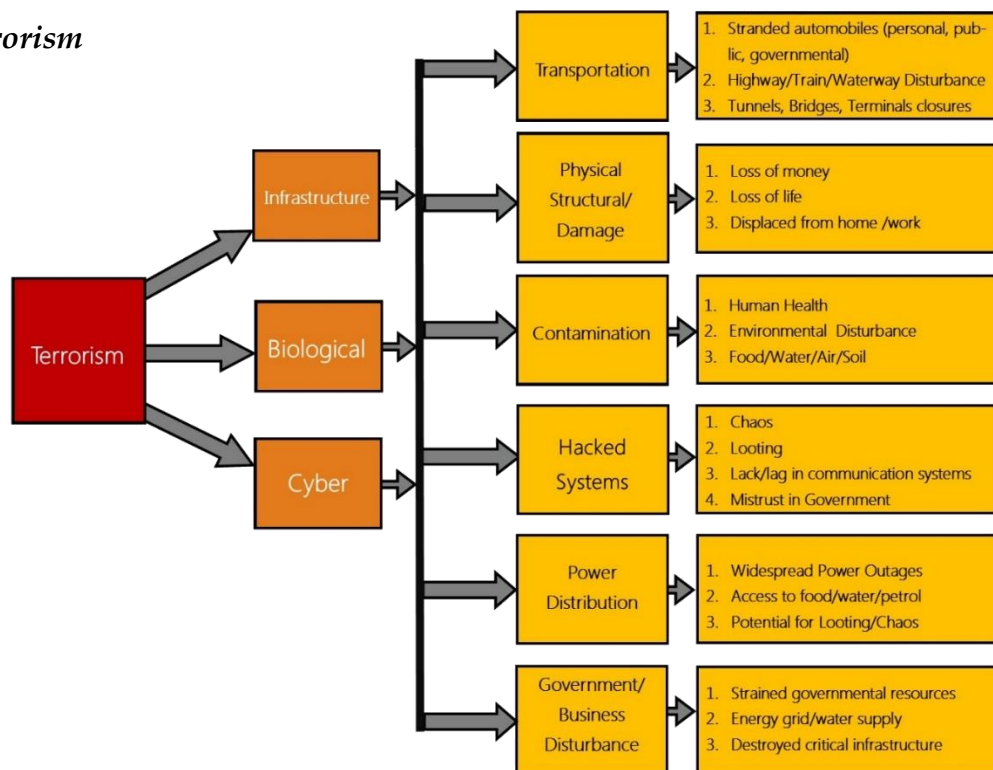 rorism
Terrorism
Infrastructure
Biological
Cyber
Transportation
1. Stranded automobiles (personal, pub-
lic, governmental)
2. Highway/Train/Waterway Disturbance
3. Tunnels, Bridges, Terminals closures
Physical
Structural/
Damage
1. Loss of money
2. Loss of life
3. Displaced from home /work
Contamination
1. Human Health
2. Environmental Disturbance
3. Food/Water/Air/Soil
Hacked
Systems
1. Chaos
2. Looting
3. Lack/lag in communication systems
4. Mistrust in Government
Power
Distribution
1. Widespread Power Outages
2. Access to food/water/petrol
3. Potential for Looting/Chaos
Government/
Business
Disturbance
1. Strained governmental resources
2. Energy grid/water supply
3. Destroyed critical infrastructure